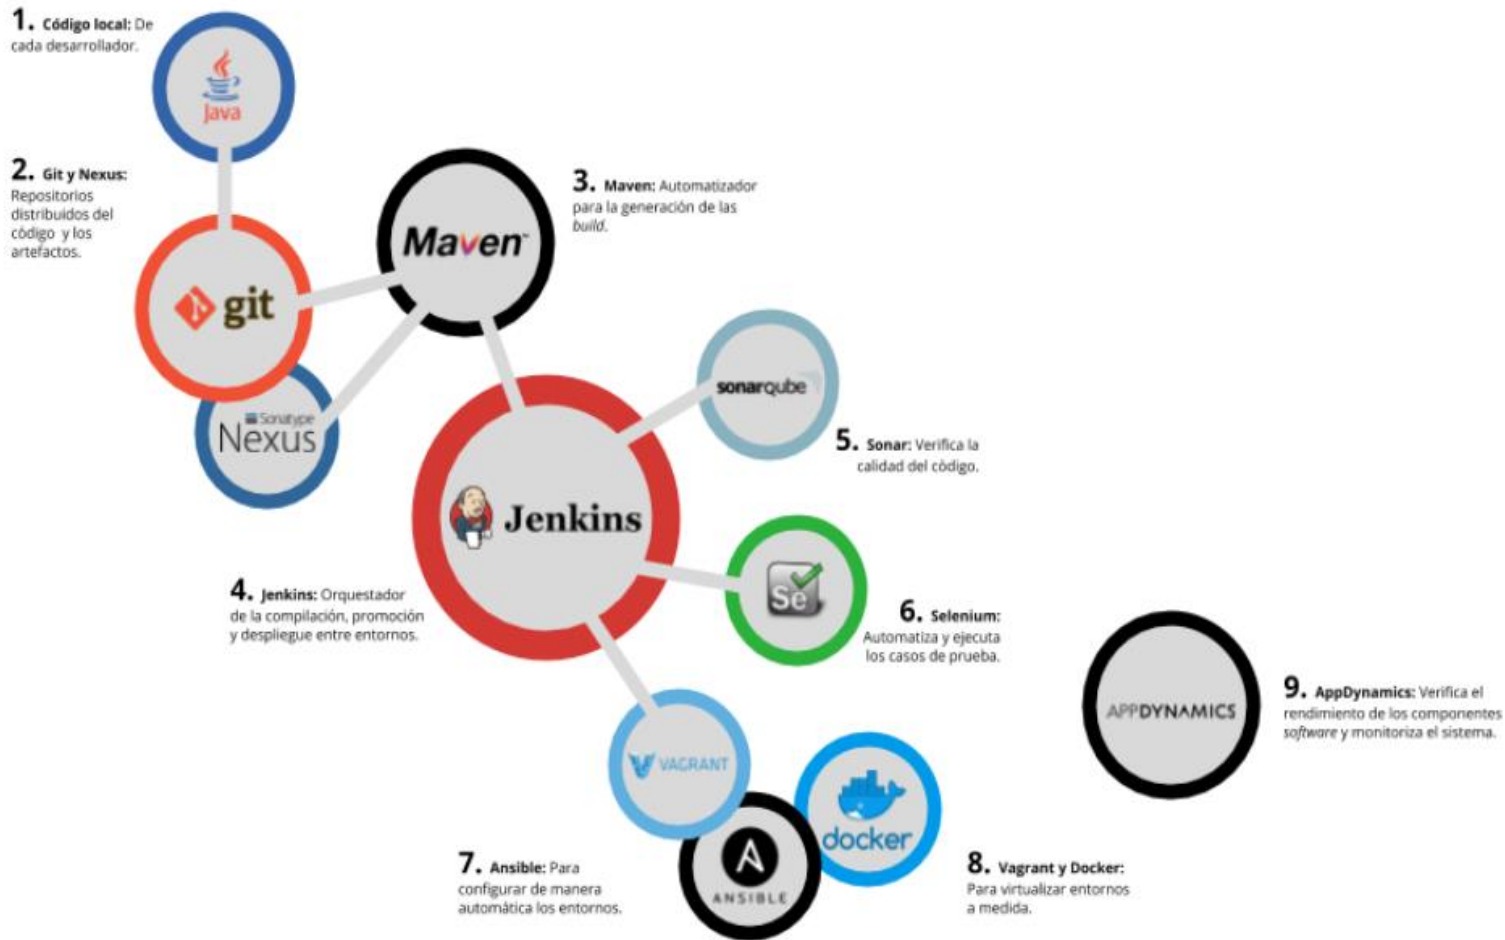 1. Código local: De
cada desarrollador.
Java
2. Git y Nexus:
Repositorios
distribuidos del
código y los
artefactos.
git
Sonatype
Nexus
Maven™
3. Maven: Automatizador
para la generación de las
build.
sonarqube
5. Sonar: Verifica la
calidad del código.
Jenkins
4. Jenkins: Orquestador
de la compilación, promoción
y despliegue entre entornos.
Se
6. Selenium:
Automatiza y ejecuta
los casos de prueba.
APPDYNAMICS
9. AppDynamics: Verifica el
rendimiento de los componentes
software y monitoriza el sistema.
V VAGRANT
docker
ANSIBLE
7. Ansible: Para
configurar de manera
automática los entornos.
8. Vagrant y Docker:
Para virtualizar entornos
a medida.